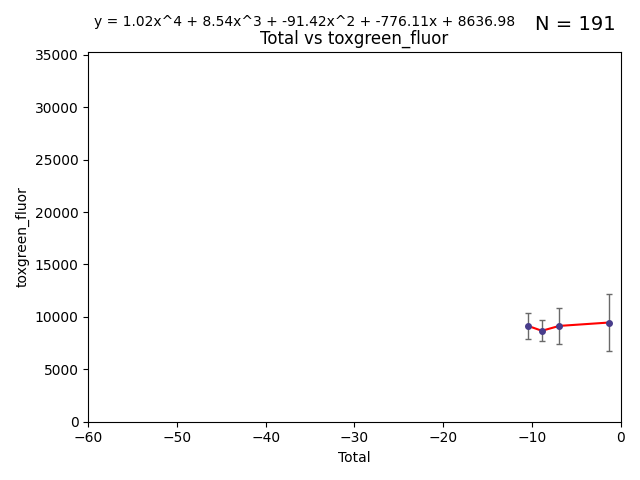 y = 1.02x^4 + 8.54x^3 + -91.42x^2 + -776.11x + 8636.98
N = 191
Total vs toxgreen_fluor
35000
30000
25000
20000
15000
10000
5000
0
toxgreen_fluor
−60 −50 −40 −30 −20 −10 0
Total